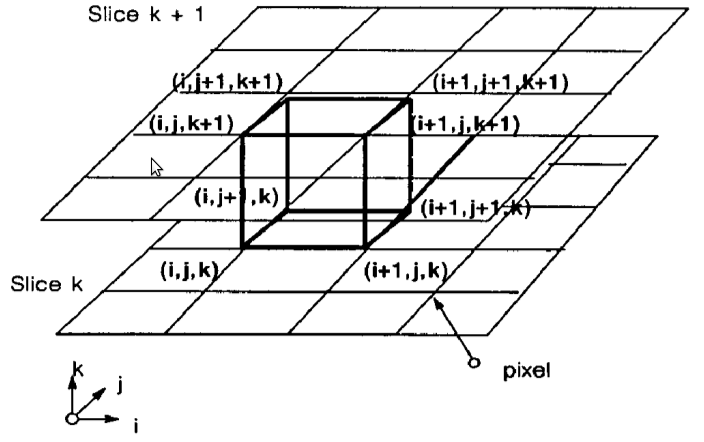 Slice k + 1
(i,j+1,k+1) (i+1,j+1,k+1)
(i,j,k+1) (i+1,j,k+1)
(i,j+1,k) (i+1,j+1,k)
(i,j,k) (i+1,j,k)
Slice k
pixel
k
j
i